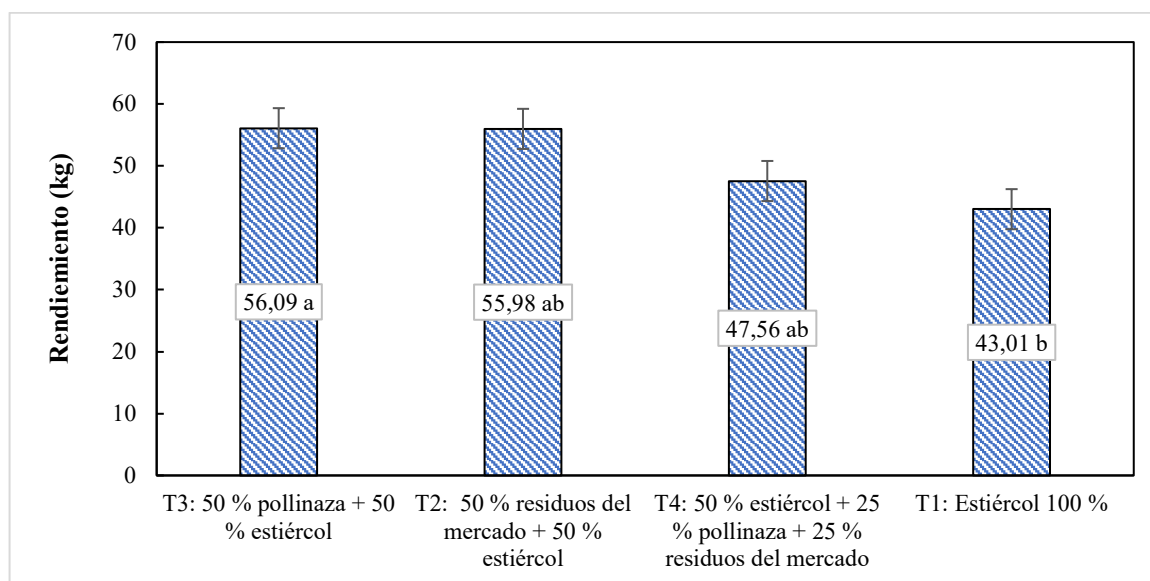 70
60
50
40
30
20
10
0
Rendiemiento (kg)
56,09 a
55,98 ab
47,56 ab
43,01 b
T3: 50 % pollinaza + 50
% estiércol
T2:  50 % residuos del
mercado + 50 %
estiércol
T4: 50 % estiércol + 25
% pollinaza + 25 %
residuos del mercado
T1: Estiércol 100 %